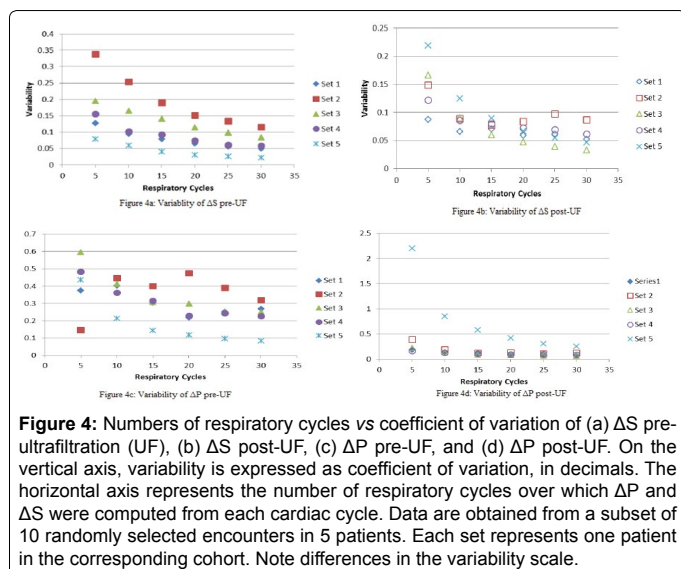 0.4
0.35
0.3
0.25
0.2
0.15
0.1
0.05
0
Variability
0 5 10 15 20 25 30 35
Respiratory Cycles
Set 1
Set 2
Set 3
Set 4
Set 5
Figure 4a: Variablity of ΔS pre-UF
0.25
0.2
0.15
0.1
0.05
0
Variability
0 5 10 15 20 25 30 35
Respiratory Cycles
Set 1
Set 2
Set 3
Set 4
Set 5
Figure 4b: Variability of ΔS post-UF
0.7
0.6
0.5
0.4
0.3
0.2
0.1
0
0 5 10 15 20 25 30 35
Set 1
Set 2
Set 3
Set 4
Set 5
Figure 4c: Variability of ΔP pre-UF
2.5
2
1.5
1
0.5
0
0 5 10 15 20 25 30 35
Series1
Set 2
Set 3
Set 4
Set 5
Figure 4d: Variability of ΔP post-UF
Figure 4: Numbers of respiratory cycles vs coefficient of variation of (a) ΔS pre-
ultrafiltration (UF), (b) ΔS post-UF, (c) ΔP pre-UF, and (d) ΔP post-UF. On the
vertical axis, variability is expressed as coefficient of variation, in decimals. The
horizontal axis represents the number of respiratory cycles over which ΔP and
ΔS were computed from each cardiac cycle. Data are obtained from a subset of
10 randomly selected encounters in 5 patients. Each set represents one patient
in the corresponding cohort. Note differences in the variability scale.